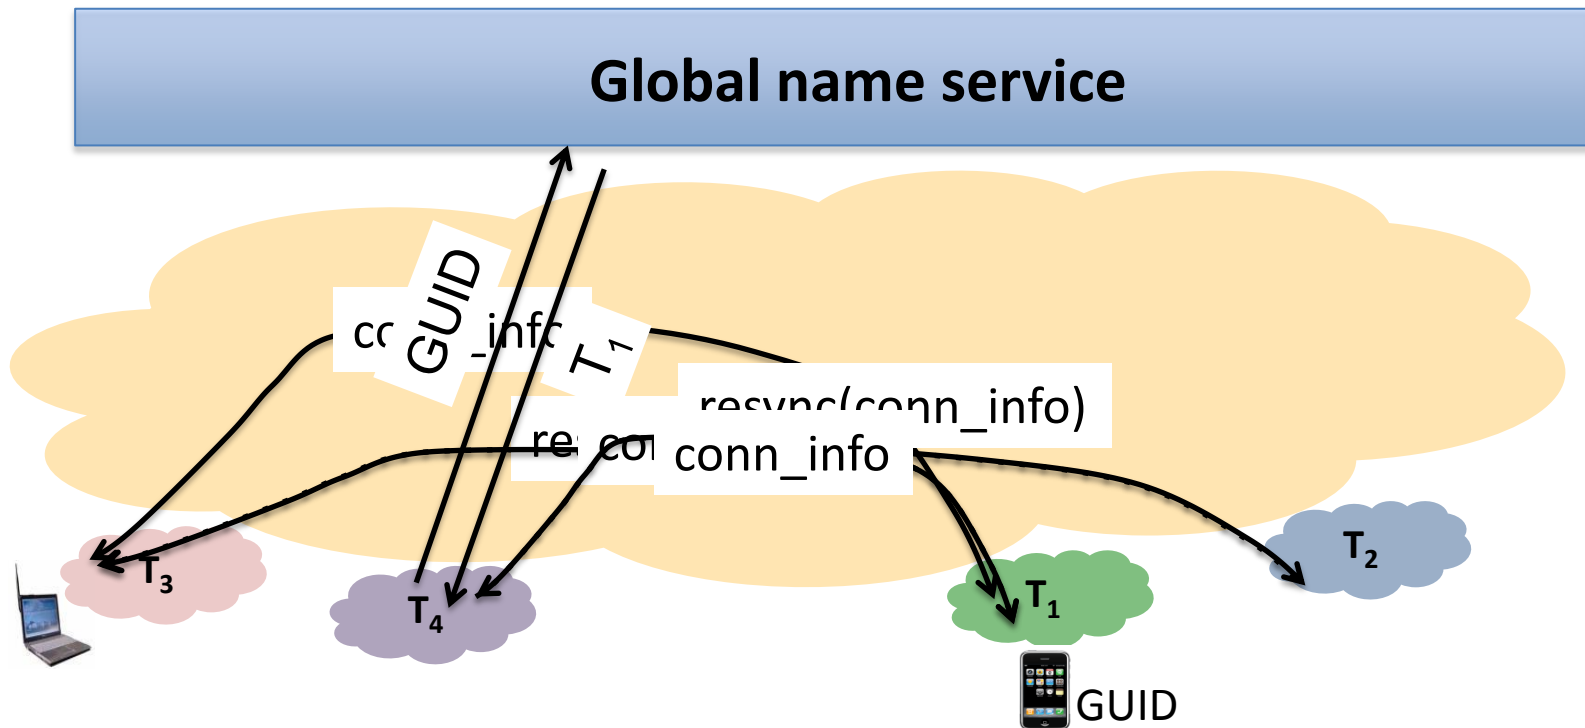 Global name service
GUID
T1
resync(conn_info)
conn_info
T3
T4
T1
T2
GUID